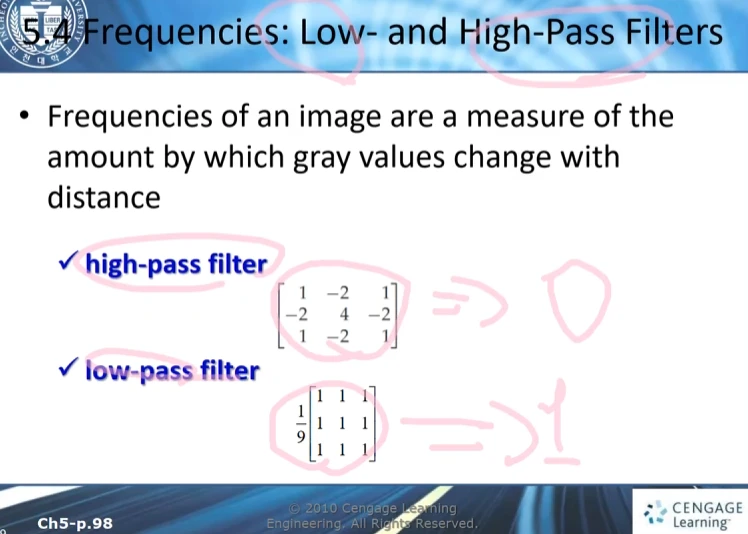 5.4 Frequencies: Low- and High-Pass Filters
• Frequencies of an image are a measure of the
amount by which gray values change with
distance
✓ high-pass filter
1 −2 1
−2 4 −2
1 −2 1
⇒ 0
✓ low-pass filter
1/9
1 1 1
1 1 1
1 1 1
⇒ 1
Ch5-p.98
© 2010 Cengage Learning
Engineering. All Rights Reserved.
CENGAGE
Learning™